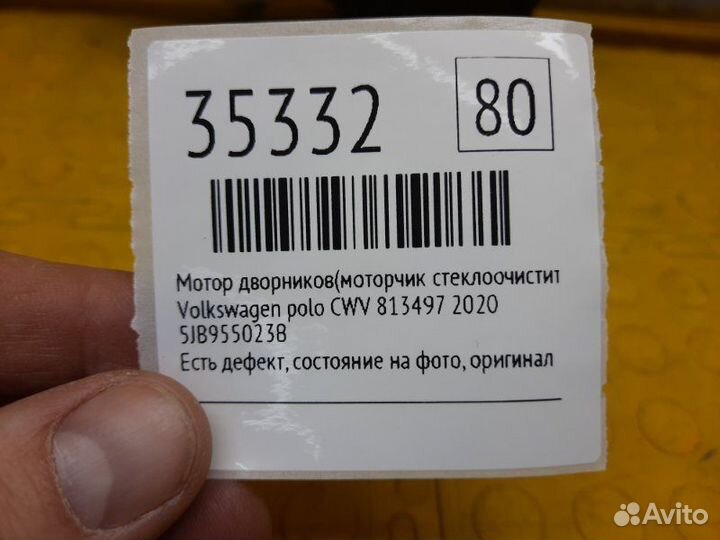 35332
80
Мотор дворников(моторчик стеклоочистит
Volkswagen polo CWV 813497 2020
5JB955023B
Есть дефект, состояние на фото, оригинал
Avito